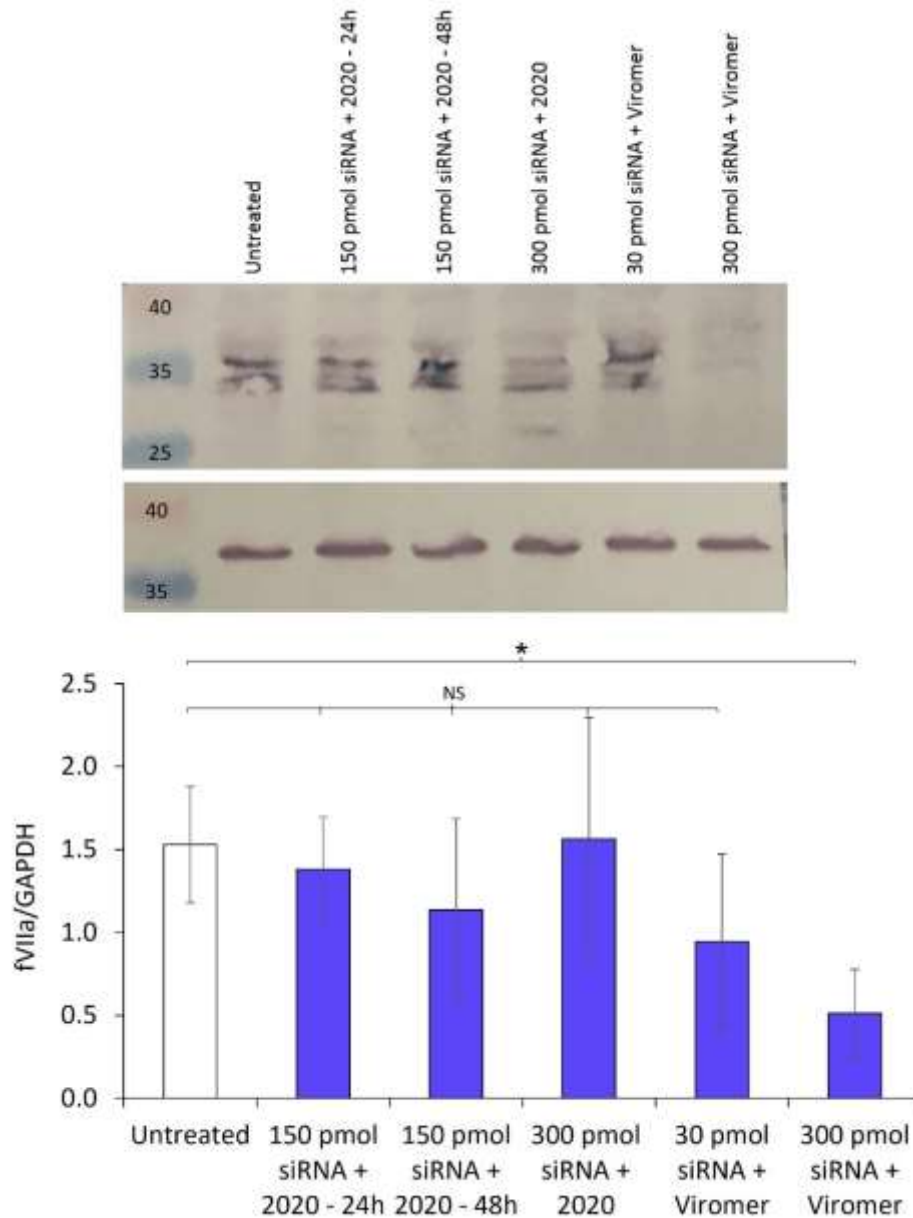 Untreated
150 pmol siRNA + 2020 - 24h
150 pmol siRNA + 2020 - 48h
300 pmol siRNA + 2020
30 pmol siRNA + Viromer
300 pmol siRNA + Viromer
40
35
25
40
35
*
NS
2.5
2.0
1.5
1.0
0.5
0.0
fVIIa/GAPDH
Untreated
150 pmol
siRNA +
2020 - 24h
150 pmol
siRNA +
2020 - 48h
300 pmol
siRNA +
2020
30 pmol
siRNA +
Viromer
300 pmol
siRNA +
Viromer